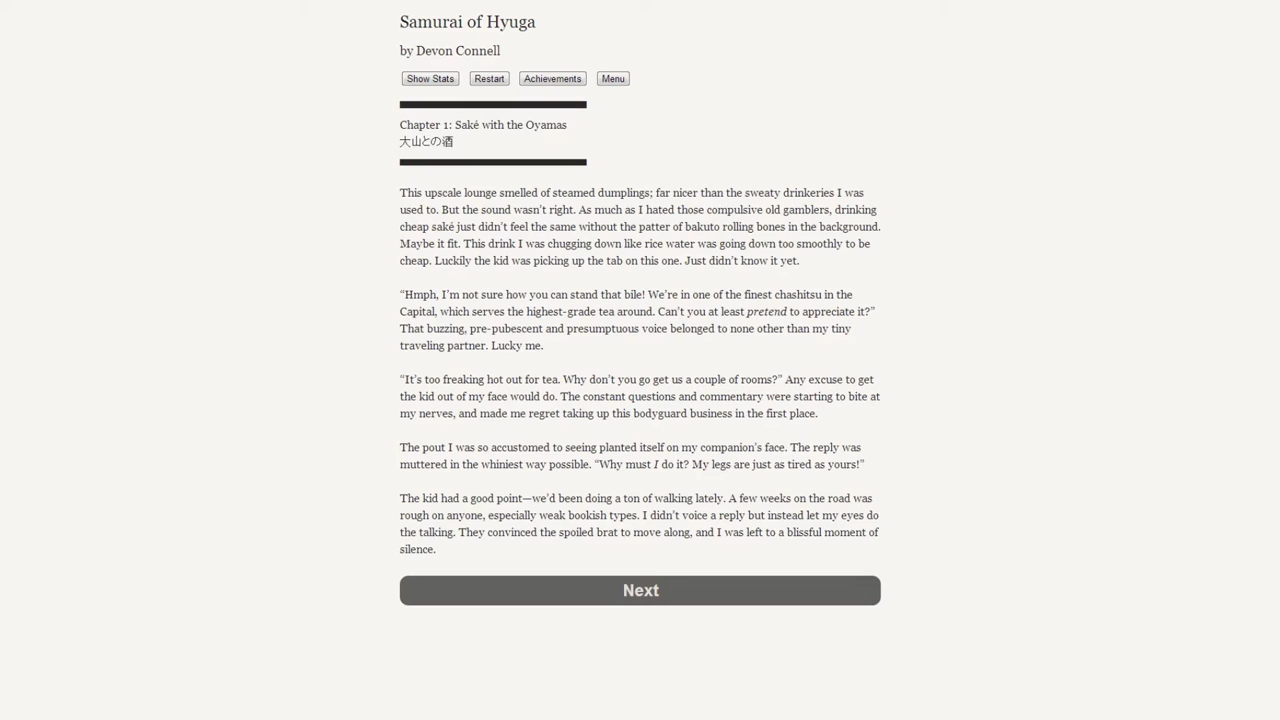 Samurai of Hyuga
by Devon Connell
Show Stats Restart Achievements Menu
Chapter 1: Saké with the Oyamas
大山との酒
This upscale lounge smelled of steamed dumplings; far nicer than the sweaty drinkeries I was
used to. But the sound wasn’t right. As much as I hated those compulsive old gamblers, drinking
cheap saké just didn’t feel the same without the patter of bakuto rolling bones in the background.
Maybe it fit. This drink I was chugging down like rice water was going down too smoothly to be
cheap. Luckily the kid was picking up the tab on this one. Just didn’t know it yet.
“Hmph, I’m not sure how you can stand that bile! We’re in one of the finest chashitsu in the
Capital, which serves the highest-grade tea around. Can’t you at least pretend to appreciate it?”
That buzzing, pre-pubescent and presumptuous voice belonged to none other than my tiny
traveling partner. Lucky me.
“It’s too freaking hot out for tea. Why don’t you go get us a couple of rooms?” Any excuse to get
the kid out of my face would do. The constant questions and commentary were starting to bite at
my nerves, and made me regret taking up this bodyguard business in the first place.
The pout I was so accustomed to seeing planted itself on my companion’s face. The reply was
muttered in the whiniest way possible. “Why must I do it? My legs are just as tired as yours!”
The kid had a good point—we’d been doing a ton of walking lately. A few weeks on the road was
rough on anyone, especially weak bookish types. I didn’t voice a reply but instead let my eyes do
the talking. They convinced the spoiled brat to move along, and I was left to a blissful moment of
silence.
Next